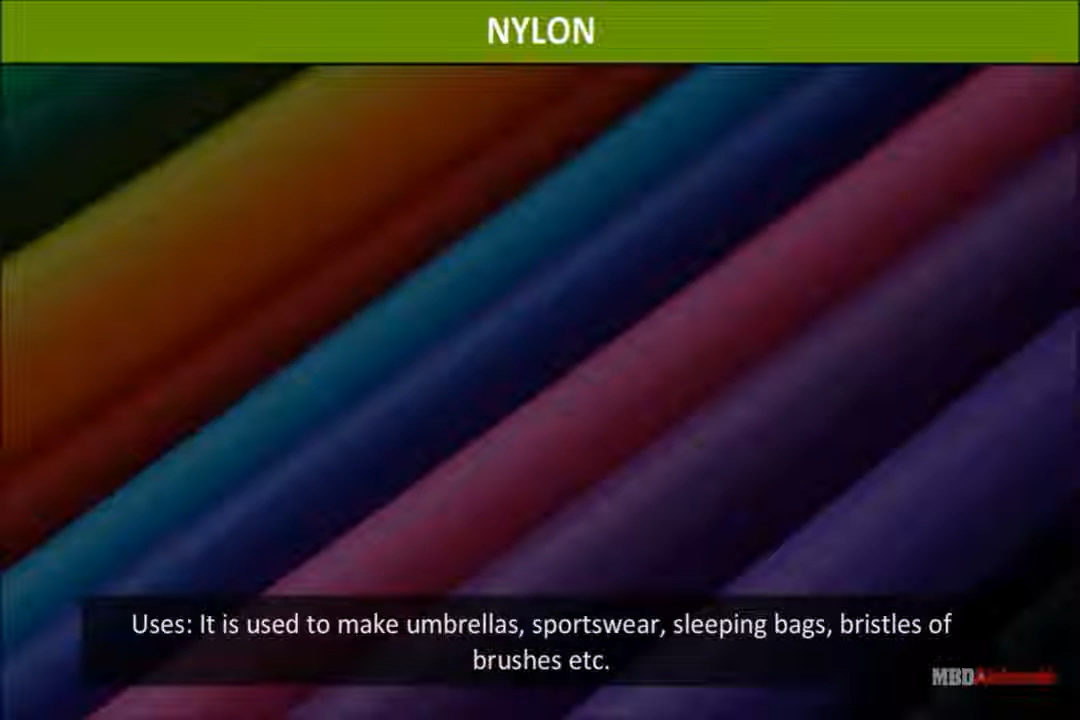 NYLON
Uses: It is used to make umbrellas, sportswear, sleeping bags, bristles of
brushes etc.
MBD